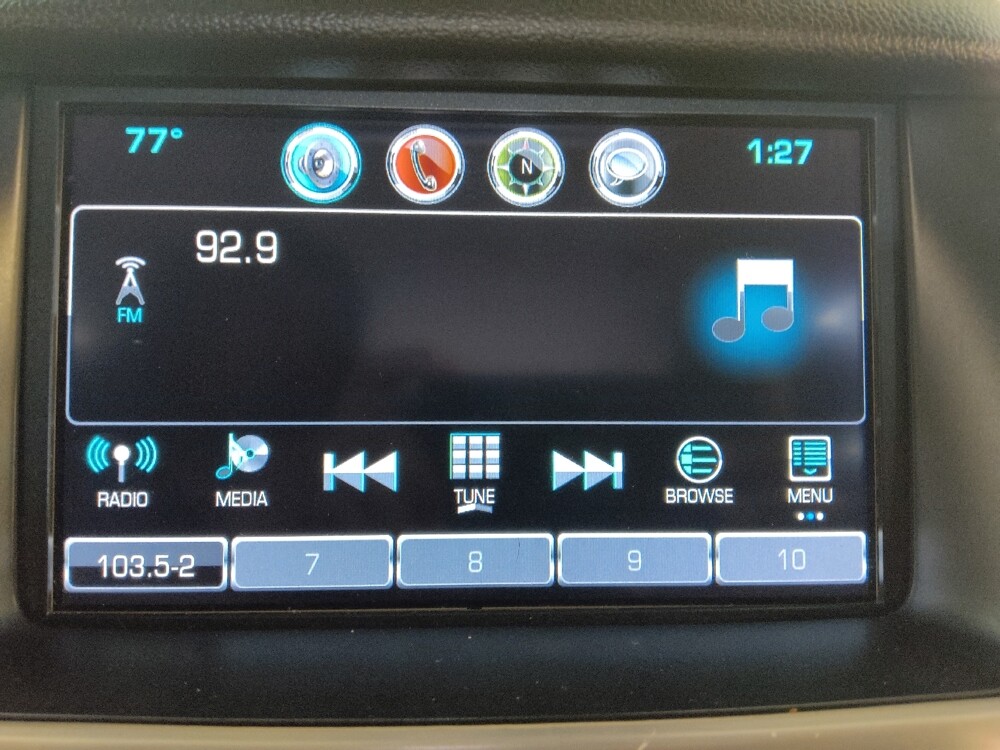 77° N 1:27
92.9
FM
RADIO MEDIA TUNE BROWSE MENU
103.5-2 7 8 9 10